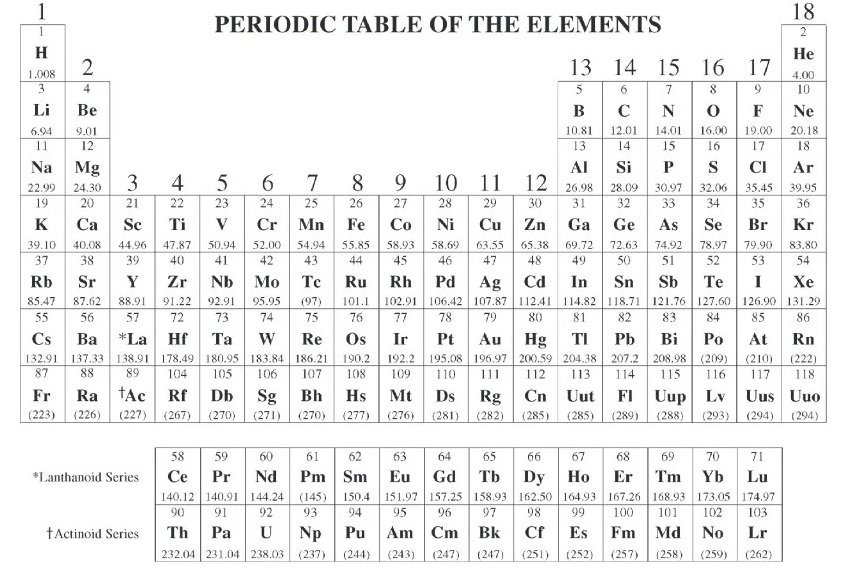 PERIODIC TABLE OF THE ELEMENTS
1 18
1 2
H He
1.008 2 13 14 15 16 17 4.00
3 4 5 6 7 8 9 10
Li Be B C N O F Ne
6.94 9.01 10.81 12.01 14.01 16.00 19.00 20.18
11 12 13 14 15 16 17 18
Na Mg Al Si P S Cl Ar
22.99 24.30 3 4 5 6 7 8 9 10 11 12 26.98 28.09 30.97 32.06 35.45 39.95
19 20 21 22 23 24 25 26 27 28 29 30 31 32 33 34 35 36
K Ca Sc Ti V Cr Mn Fe Co Ni Cu Zn Ga Ge As Se Br Kr
39.10 40.08 44.96 47.87 50.94 52.00 54.94 55.85 58.93 58.69 63.55 65.38 69.72 72.63 74.92 78.97 79.90 83.80
37 38 39 40 41 42 43 44 45 46 47 48 49 50 51 52 53 54
Rb Sr Y Zr Nb Mo Tc Ru Rh Pd Ag Cd In Sn Sb Te I Xe
85.47 87.62 88.91 91.22 92.91 95.95 (97) 101.1 102.91 106.42 107.87 112.41 114.82 118.71 121.76 127.60 126.90 131.29
55 56 57 72 73 74 75 76 77 78 79 80 81 82 83 84 85 86
Cs Ba *La Hf Ta W Re Os Ir Pt Au Hg Tl Pb Bi Po At Rn
132.91 137.33 138.91 178.49 180.95 183.84 186.21 190.2 192.2 195.08 196.97 200.59 204.38 207.2 208.98 (209) (210) (222)
87 88 89 104 105 106 107 108 109 110 111 112 113 114 115 116 117 118
Fr Ra †Ac Rf Db Sg Bh Hs Mt Ds Rg Cn Uut Fl Uup Lv Uus Uuo
(223) (226) (227) (267) (270) (271) (270) (277) (276) (281) (282) (285) (285) (289) (288) (293) (294) (294)
58 59 60 61 62 63 64 65 66 67 68 69 70 71
*Lanthanoid Series Ce Pr Nd Pm Sm Eu Gd Tb Dy Ho Er Tm Yb Lu
140.12 140.91 144.24 (145) 150.4 151.97 157.25 158.93 162.50 164.93 167.26 168.93 173.05 174.97
90 91 92 93 94 95 96 97 98 99 100 101 102 103
†Actinoid Series Th Pa U Np Pu Am Cm Bk Cf Es Fm Md No Lr
232.04 231.04 238.03 (237) (244) (243) (247) (247) (251) (252) (257) (258) (259) (262)